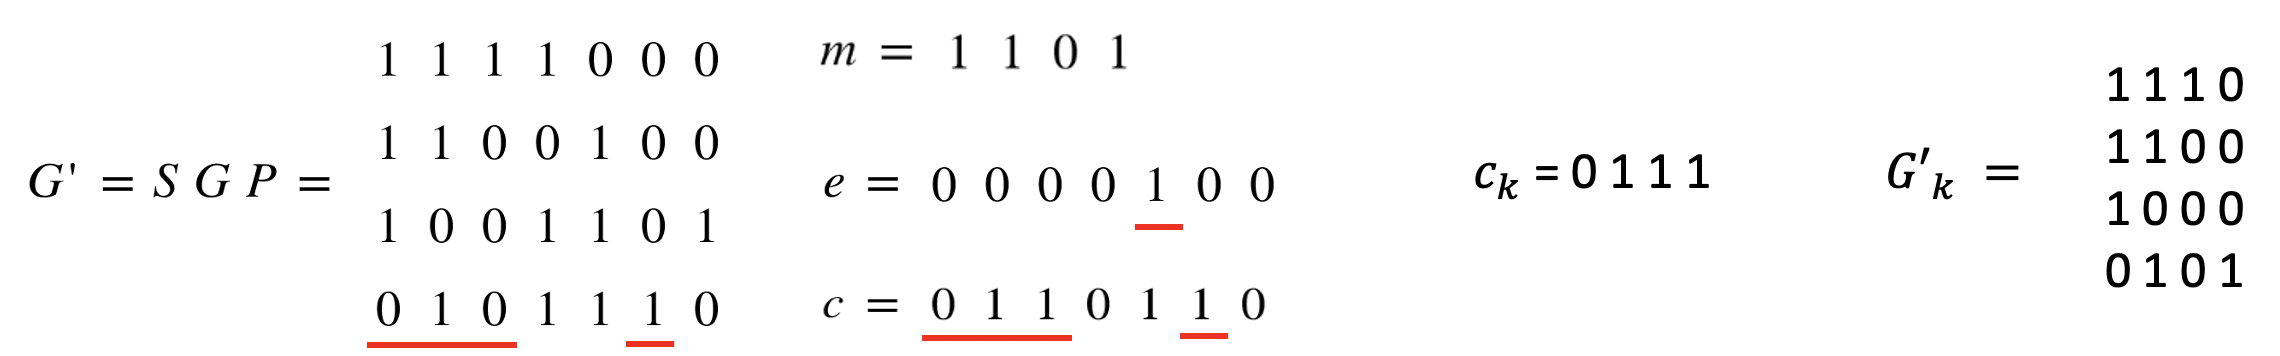 G' = S G P =
1 1 1 1 0 0 0
1 1 0 0 1 0 0
1 0 0 1 1 0 1
0 1 0 1 1 1 0
m = 1 1 0 1
e = 0 0 0 0 1 0 0
c = 0 1 1 0 1 1 0
cₖ = 0 1 1 1
G′ₖ =
1 1 1 0
1 1 0 0
1 0 0 0
0 1 0 1